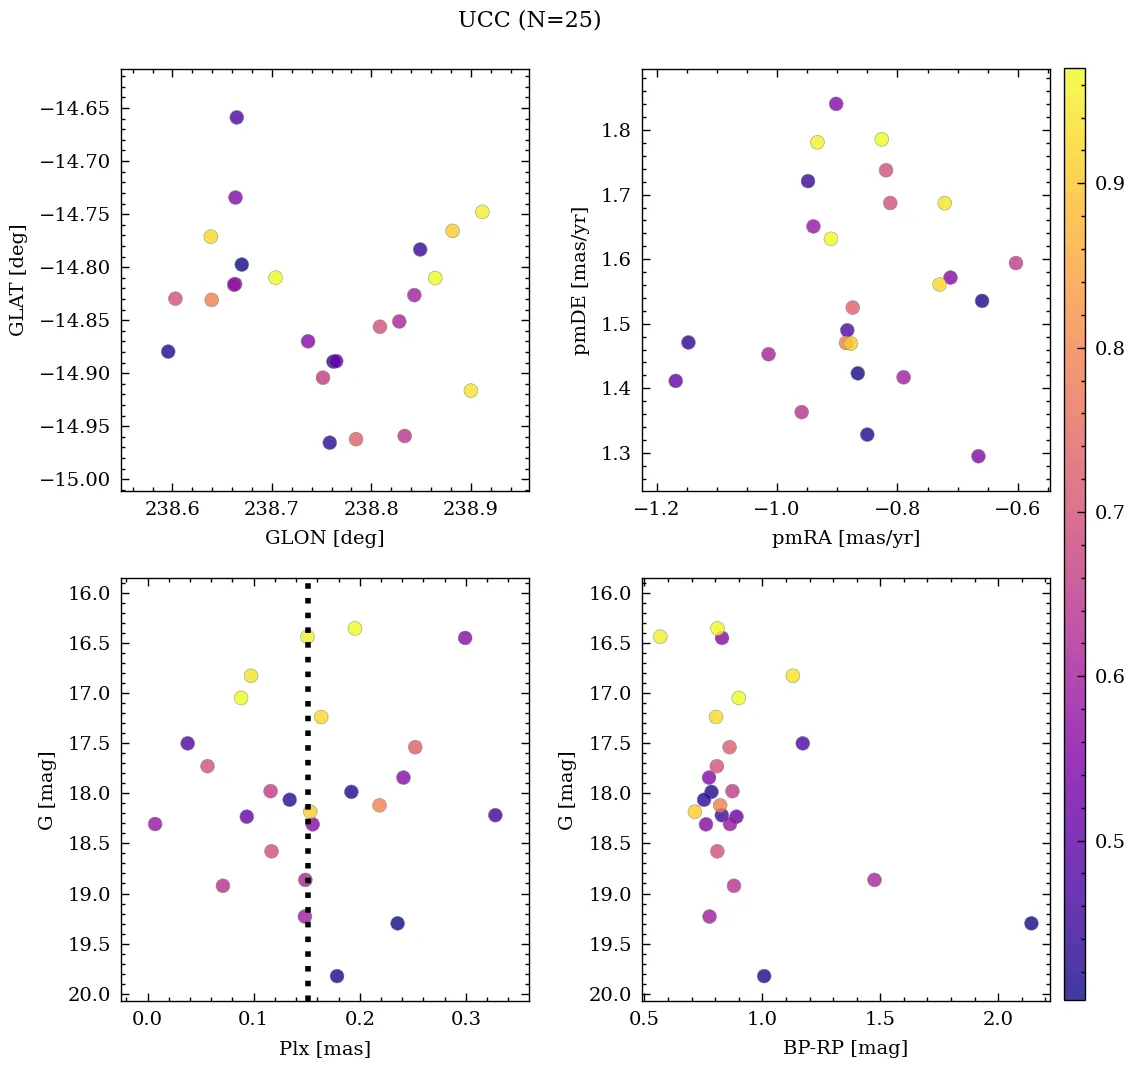 UCC (N=25)
−14.65
−14.70
−14.75
−14.80
−14.85
−14.90
−14.95
−15.00
GLAT [deg]
238.6 238.7 238.8 238.9
GLON [deg]
1.8
1.7
1.6
1.5
1.4
1.3
pmDE [mas/yr]
−1.2 −1.0 −0.8 −0.6
pmRA [mas/yr]
16.0
16.5
17.0
17.5
18.0
18.5
19.0
19.5
20.0
G [mag]
0.0 0.1 0.2 0.3
Plx [mas]
16.0
16.5
17.0
17.5
18.0
18.5
19.0
19.5
20.0
G [mag]
0.5 1.0 1.5 2.0
BP-RP [mag]
0.9
0.8
0.7
0.6
0.5